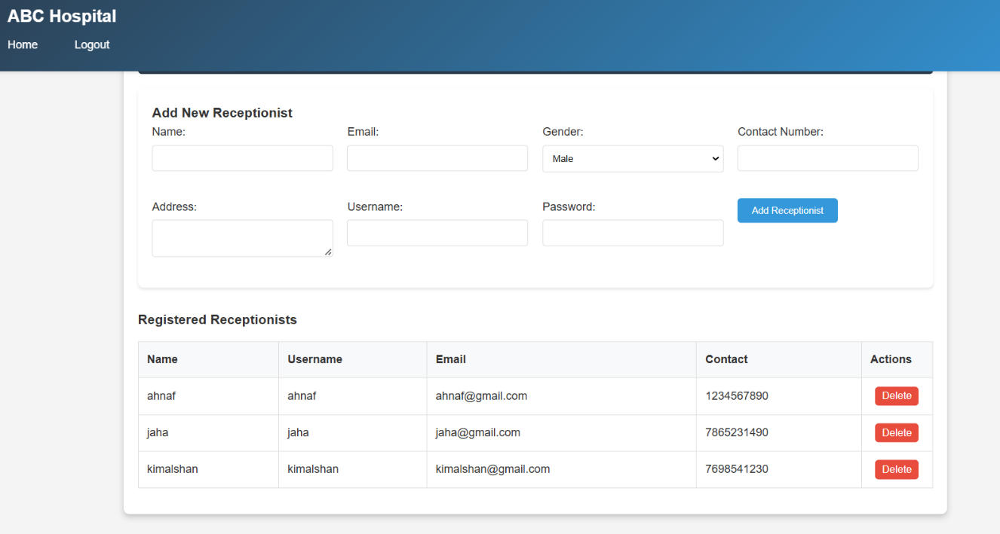 ABC Hospital
Home Logout
Add New Receptionist
Name: Email: Gender: Contact Number:
Male
Address: Username: Password: Add Receptionist
Registered Receptionists
Name Username Email Contact Actions
ahnaf ahnaf ahnaf@gmail.com 1234567890 Delete
jaha jaha jaha@gmail.com 7865231490 Delete
kimalshan kimalshan kimalshan@gmail.com 7698541230 Delete